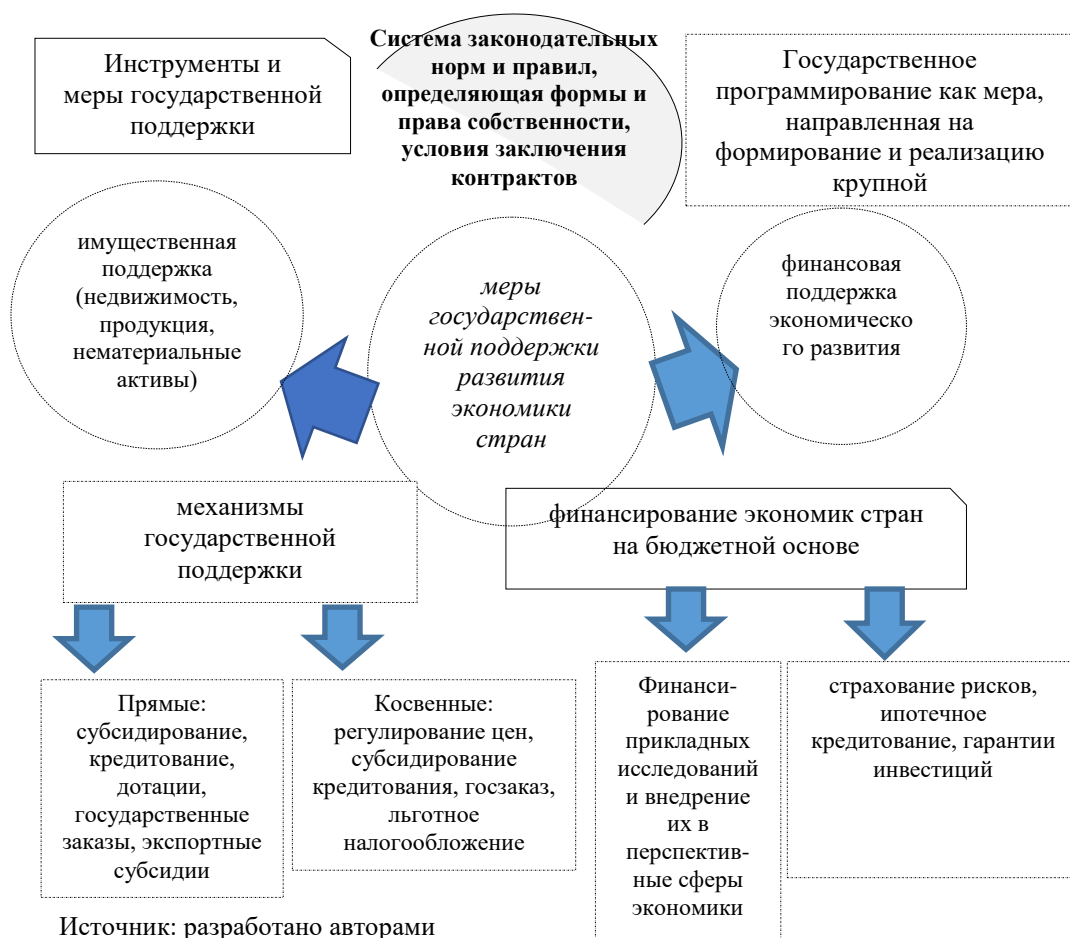 Инструменты и
меры государственной
поддержки
Система законодательных
норм и правил,
определяющая формы и
права собственности,
условия заключения
контрактов
Государственное
программирование как мера,
направленная на
формирование и реализацию
крупной
имущественная
поддержка
(недвижимость,
продукция,
нематериальные
активы)
меры
государствен-
ной поддержки
развития
экономики
стран
финансовая
поддержка
экономическо
го развития
механизмы
государственной
поддержки
финансирование экономик стран
на бюджетной основе
Прямые:
субсидирование,
кредитование,
дотации,
государственные
заказы, экспортные
субсидии
Косвенные:
регулирование цен,
субсидирование
кредитования, госзаказ,
льготное
налогообложение
Финанси-
рование
прикладных
исследований
и внедрение
их в
перспектив-
ные сферы
экономики
страхование рисков,
ипотечное
кредитование, гарантии
инвестиций
Источник: разработано авторами